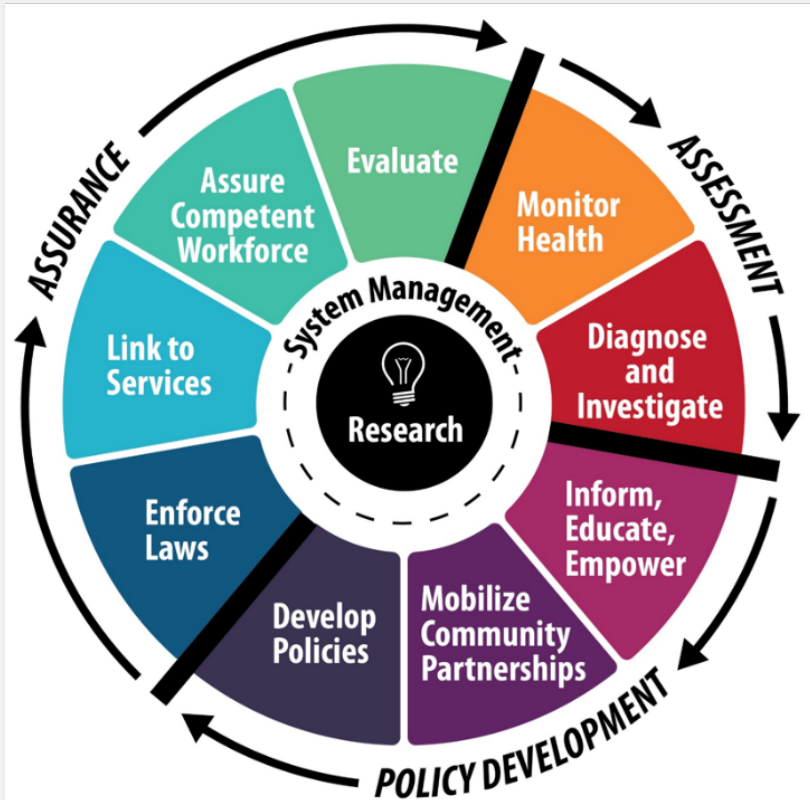 ASSURANCE
ASSESSMENT
POLICY DEVELOPMENT
Evaluate
Monitor
Health
Diagnose
and
Investigate
Inform,
Educate,
Empower
Mobilize
Community
Partnerships
Develop
Policies
Enforce
Laws
Link to
Services
Assure
Competent
Workforce
System Management
Research